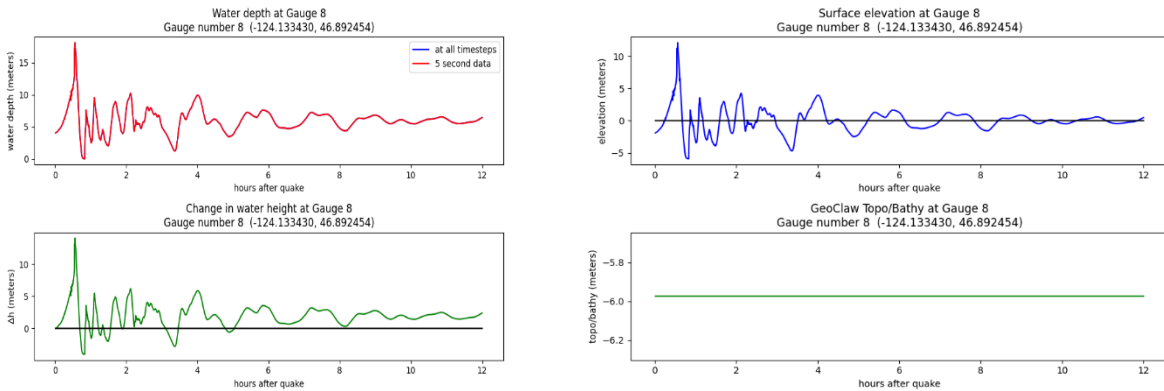 Water depth at Gauge 8
Gauge number 8 (-124.133430, 46.892454)
water depth (meters)
15
10
5
0
at all timesteps
5 second data
0 2 4 6 8 10 12
hours after quake
Surface elevation at Gauge 8
Gauge number 8 (-124.133430, 46.892454)
elevation (meters)
10
5
0
−5
0 2 4 6 8 10 12
hours after quake
Change in water height at Gauge 8
Gauge number 8 (-124.133430, 46.892454)
Δh (meters)
10
5
0
0 2 4 6 8 10 12
hours after quake
GeoClaw Topo/Bathy at Gauge 8
Gauge number 8 (-124.133430, 46.892454)
topo/bathy (meters)
−5.8
−6.0
−6.2
0 2 4 6 8 10 12
hours after quake